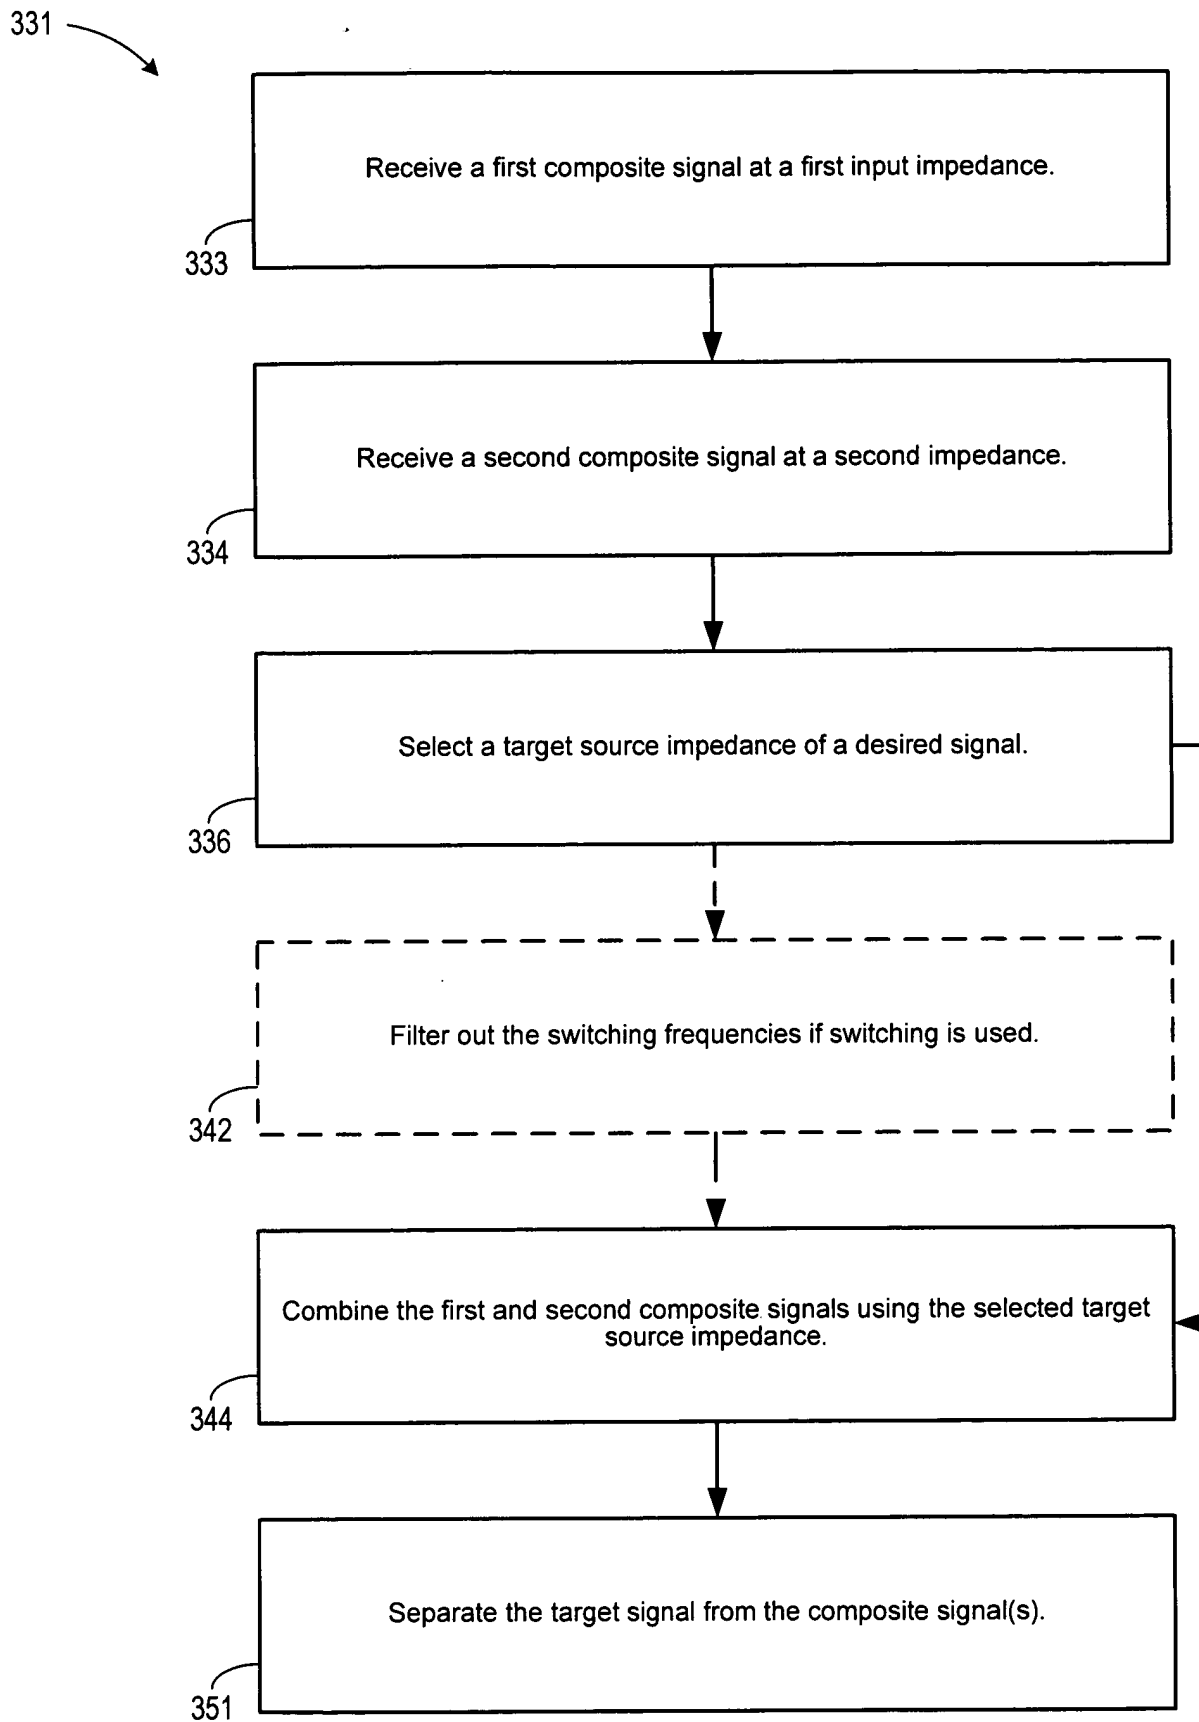 331
Receive a first composite signal at a first input impedance.
333
Receive a second composite signal at a second impedance.
334
Select a target source impedance of a desired signal.
336
Filter out the switching frequencies if switching is used.
342
Combine the first and second composite signals using the selected target
source impedance.
344
Separate the target signal from the composite signal(s).
351